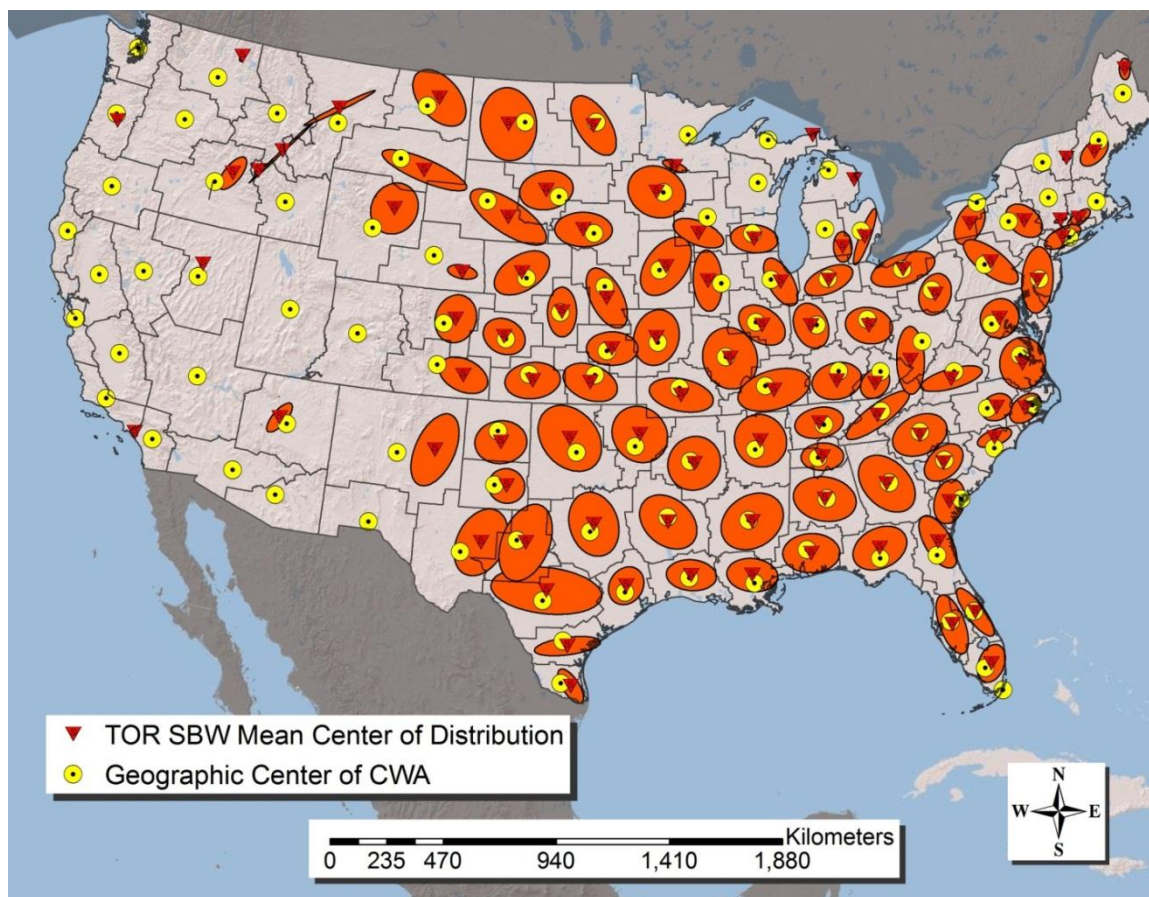 TOR SBW Mean Center of Distribution
Geographic Center of CWA
N
W E
S
Kilometers
0 235 470 940 1,410 1,880